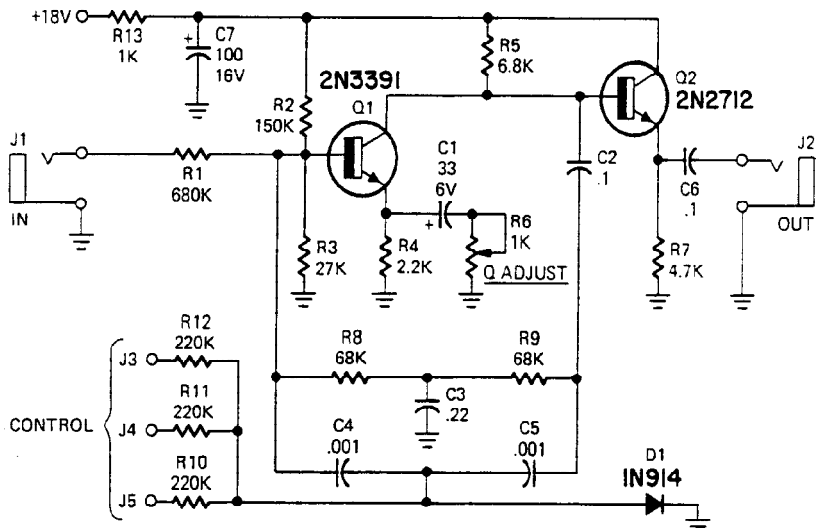 +18V
R13
1K
C7
100
16V
+
R5
6.8K
2N3391
Q1
Q2
2N2712
R2
150K
J1
IN
R1
680K
C1
33
6V
+
C2
.1
J2
OUT
C6
.1
R6
1K
Q ADJUST
R3
27K
R4
2.2K
R7
4.7K
R12
220K
J3
R8
68K
R9
68K
R11
220K
CONTROL
J4
C3
.22
C4
.001
C5
.001
R10
220K
J5
D1
1N914